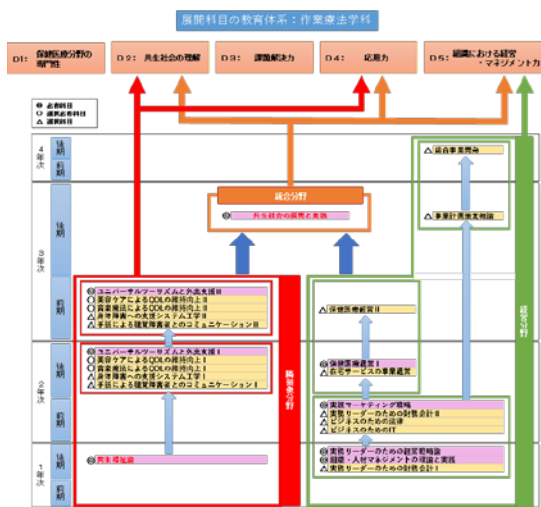 展開科目の教育体系：作業療法学科
D1: 保健医療分野の
専門性
D2: 共生社会の理解
D3: 課題解決力
D4: 応用力
D5: 組織における経営
・マネジメント力
◎ 必修科目
○ 選択必修科目
△ 選択科目
4年次
後期
前期
△ 統合事業開発
3年次
後期
前期
統合分野
◎ 共生社会の展開と実践
△ 事業計画策定概論
◎ ユニバーサルツーリズムと外出支援Ⅱ
○ 美容ケアによるQOLの維持向上Ⅱ
○ 音楽療法によるQOLの維持向上Ⅱ
△ 身体障害への支援システム工学Ⅱ
△ 手話による聴覚障害者とのコミュニケーションⅡ
△ 保健医療経営Ⅱ
2年次
後期
前期
◎ ユニバーサルツーリズムと外出支援Ⅰ
○ 美容ケアによるQOLの維持向上Ⅰ
○ 音楽療法によるQOLの維持向上Ⅰ
△ 身体障害への支援システム工学Ⅰ
△ 手話による聴覚障害者とのコミュニケーションⅠ
◎ 保健医療経営Ⅰ
△ 在宅サービスの事業経営
◎ 実践マーケティング戦略
△ 実務リーダーのための財務会計Ⅱ
△ ビジネスのための法律
△ ビジネスのためのIT
1年次
後期
前期
◎ 共生福祉論
◎ 実務リーダーのための経営戦略論
◎ 組織・人材マネジメントの理論と実践
△ 実務リーダーのための財務会計Ⅰ
隣接他分野
経営分野